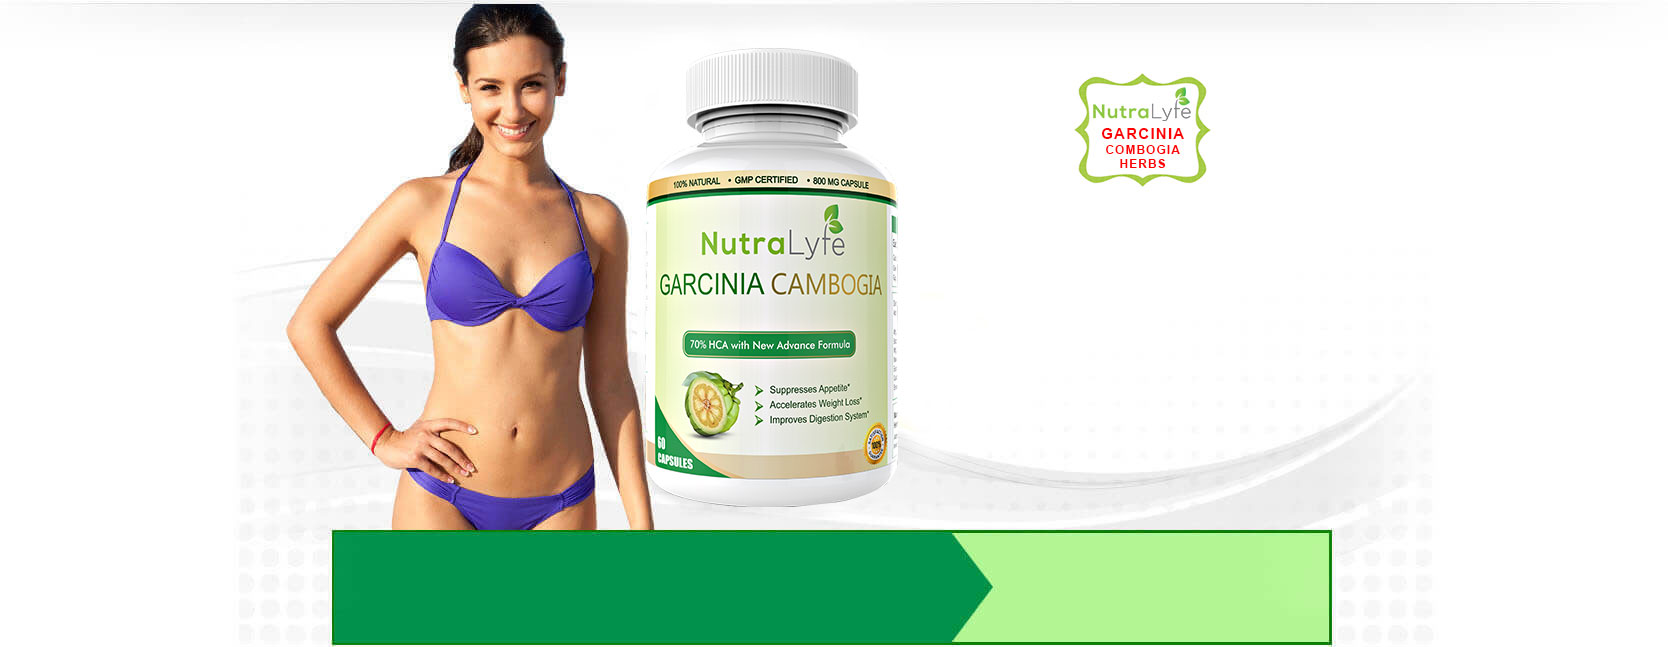 100% NATURAL • GMP CERTIFIED • 800 MG CAPSULE
NutraLyfe
GARCINIA CAMBOGIA
70% HCA with New Advance Formula
Suppresses Appetite*
Accelerates Weight Loss*
Improves Digestion System*
60
CAPSULES
100%
NutraLyfe
GARCINIA
COMBOGIA
HERBS